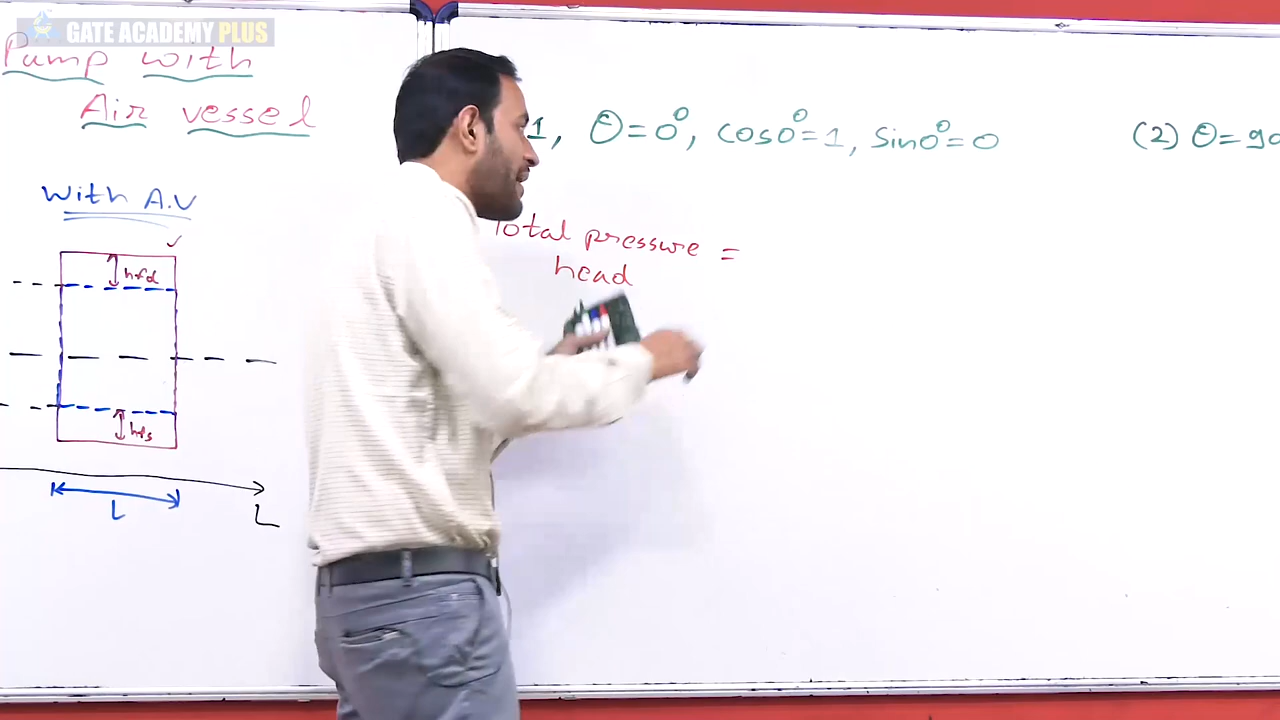 GATE ACADEMY PLUS
Pump with
Air vessel
With A.V
hfd
hfs
L
L
1, θ=0°, cos0°=1, sin0°=0
(2) θ=90
Total pressure =
head